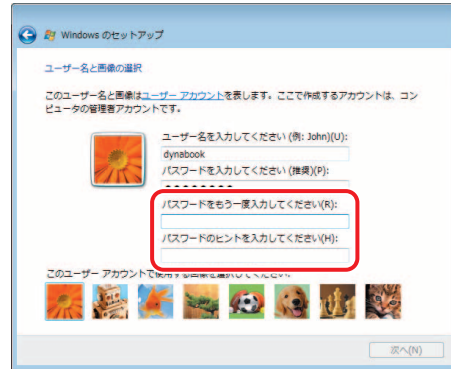 Windows のセットアップ
ユーザー名と画像の選択
このユーザー名と画像はユーザー アカウントを表します。ここで作成するアカウントは、コン
ピュータの管理者アカウントです。
ユーザー名を入力してください (例: John)(U):
dynabook
パスワードを入力してください (推奨)(P):
●●●●●●●●
パスワードをもう一度入力してください(R):
パスワードのヒントを入力してください(H):
このユーザー アカウントで使用する画像を選択してください。
次へ(N)